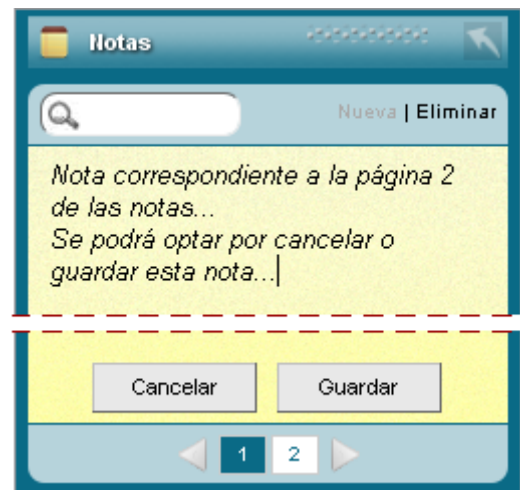 Notas
Nueva | Eliminar
Nota correspondiente a la página 2
de las notas...
Se podrá optar por cancelar o
guardar esta nota...
Cancelar Guardar
1 2